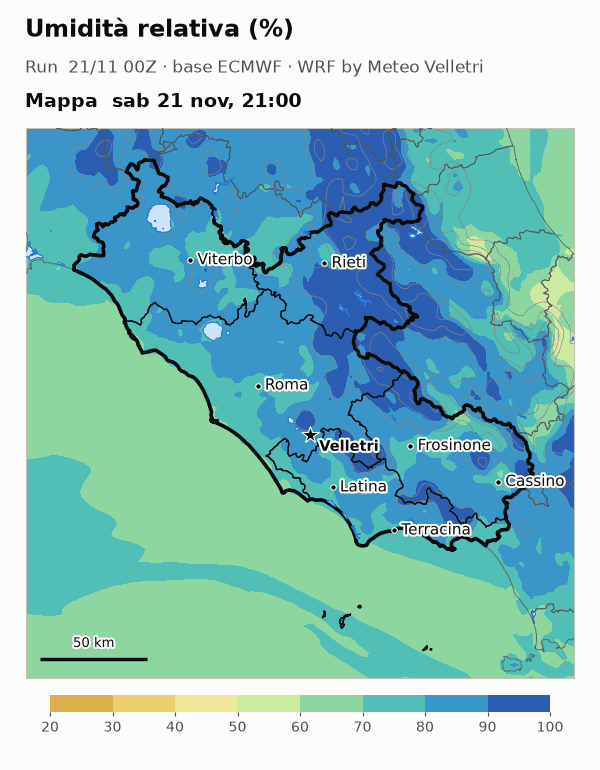 Umidità relativa (%)
Run  21/11 00Z · base ECMWF · WRF by Meteo Velletri
Mappa  sab 21 nov, 21:00
Viterbo
Rieti
Roma
Velletri
Frosinone
Latina
Cassino
Terracina
50 km
20 30 40 50 60 70 80 90 100